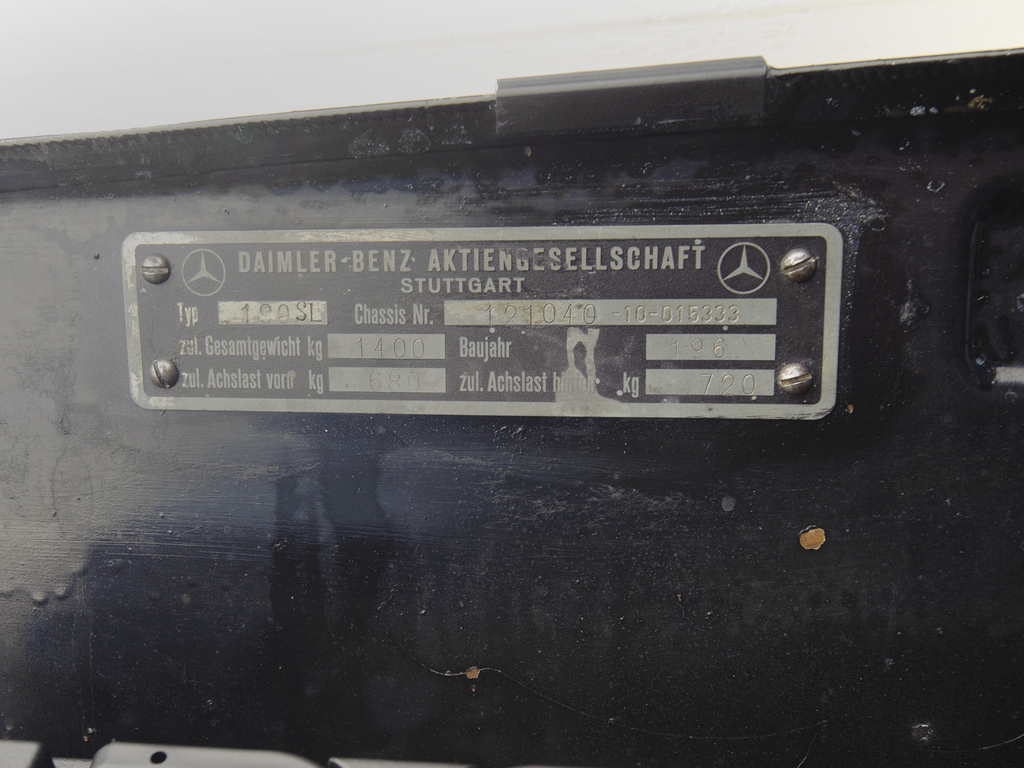 DAIMLER-BENZ AKTIENGESELLSCHAFT
STUTTGART
Typ 190SL Chassis Nr. 121040 -10-015333
zul. Gesamtgewicht kg 1400 Baujahr 196
zul. Achslast vorn kg 680 zul. Achslast kg 720